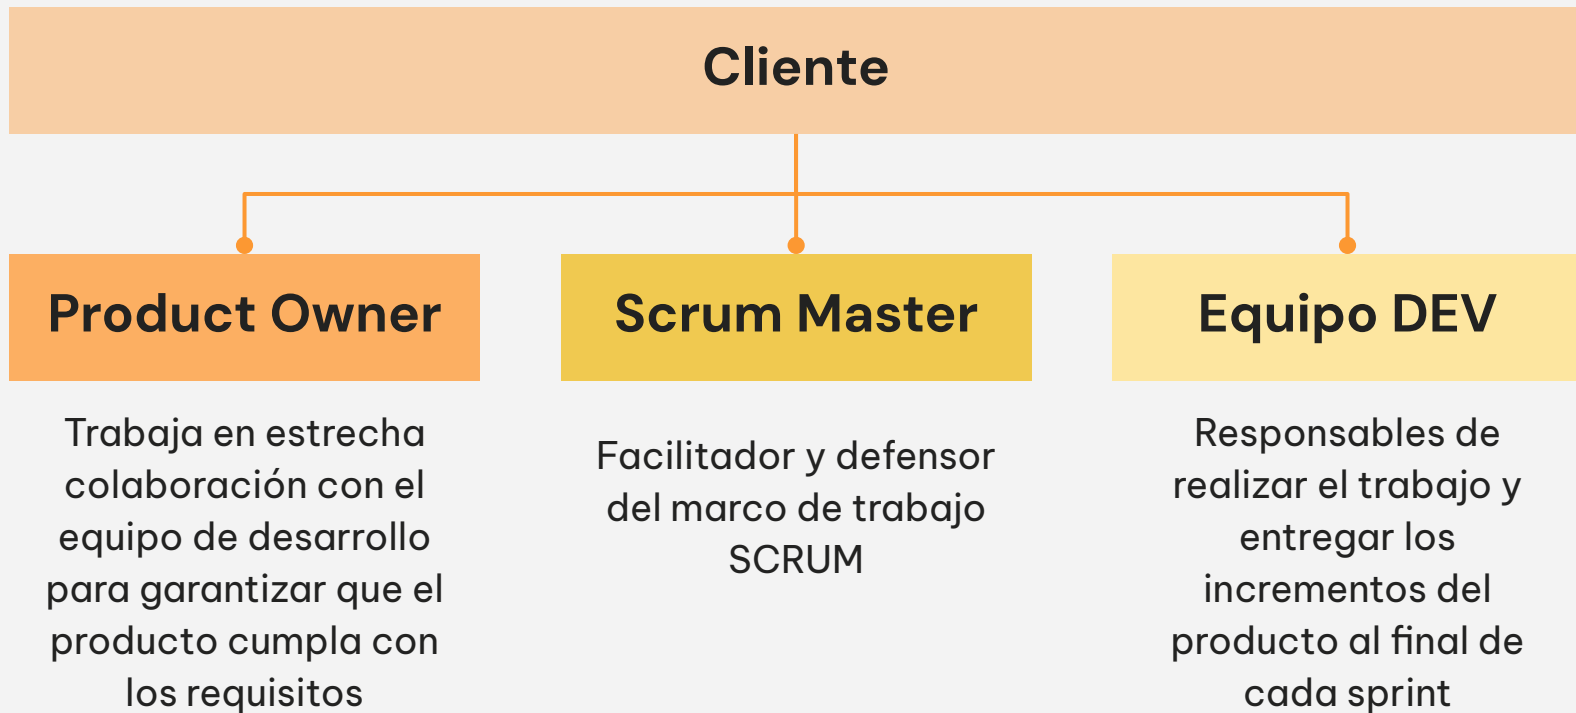 Cliente
Product Owner
Scrum Master
Equipo DEV
Trabaja en estrecha
colaboración con el
equipo de desarrollo
para garantizar que el
producto cumpla con
los requisitos
Facilitador y defensor
del marco de trabajo
SCRUM
Responsables de
realizar el trabajo y
entregar los
incrementos del
producto al final de
cada sprint